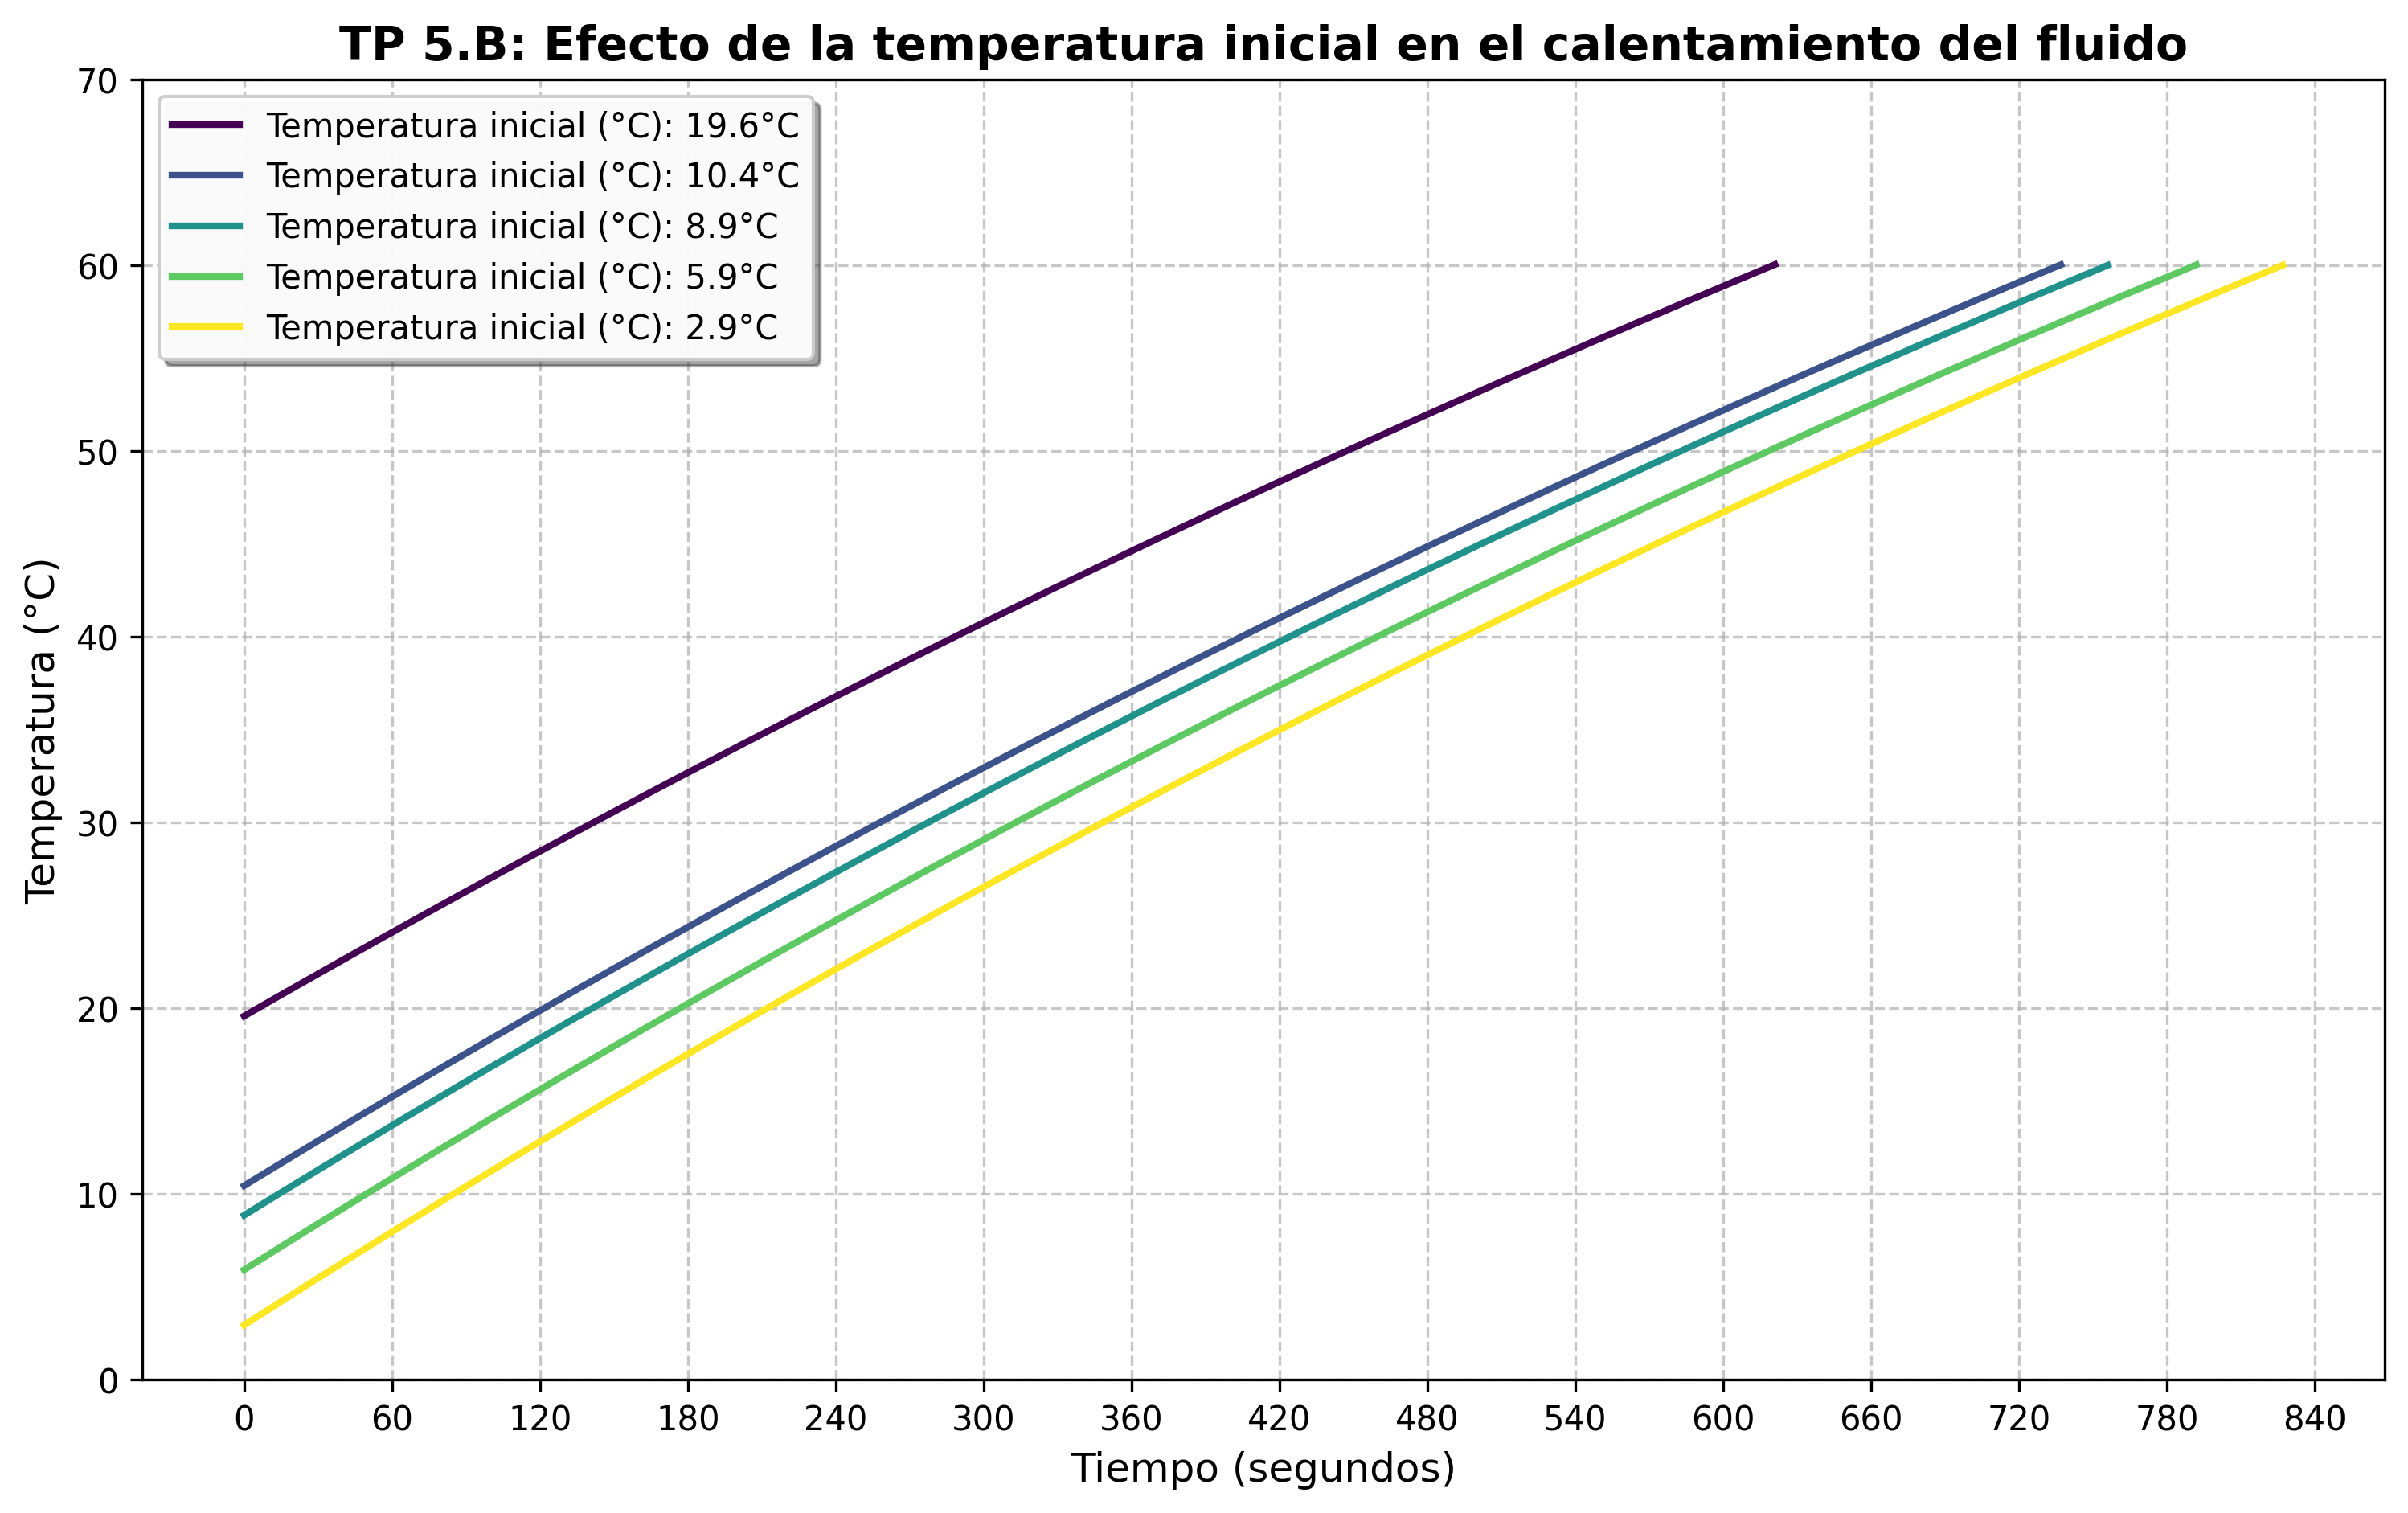 TP 5.B: Efecto de la temperatura inicial en el calentamiento del fluido
Temperatura inicial (°C): 19.6°C
Temperatura inicial (°C): 10.4°C
Temperatura inicial (°C): 8.9°C
Temperatura inicial (°C): 5.9°C
Temperatura inicial (°C): 2.9°C
Temperatura (°C)
70
60
50
40
30
20
10
0
0 60 120 180 240 300 360 420 480 540 600 660 720 780 840
Tiempo (segundos)